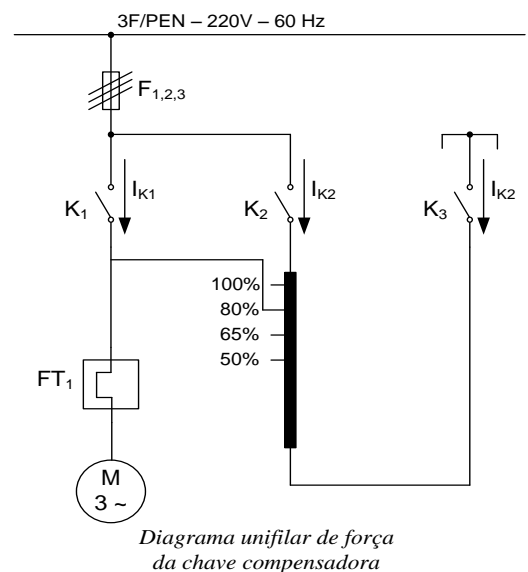 3F/PEN – 220V – 60 Hz
F1,2,3
K1
IK1
K2
IK2
K3
IK2
100%
80%
65%
50%
FT1
M
3 ~
Diagrama unifilar de força
da chave compensadora